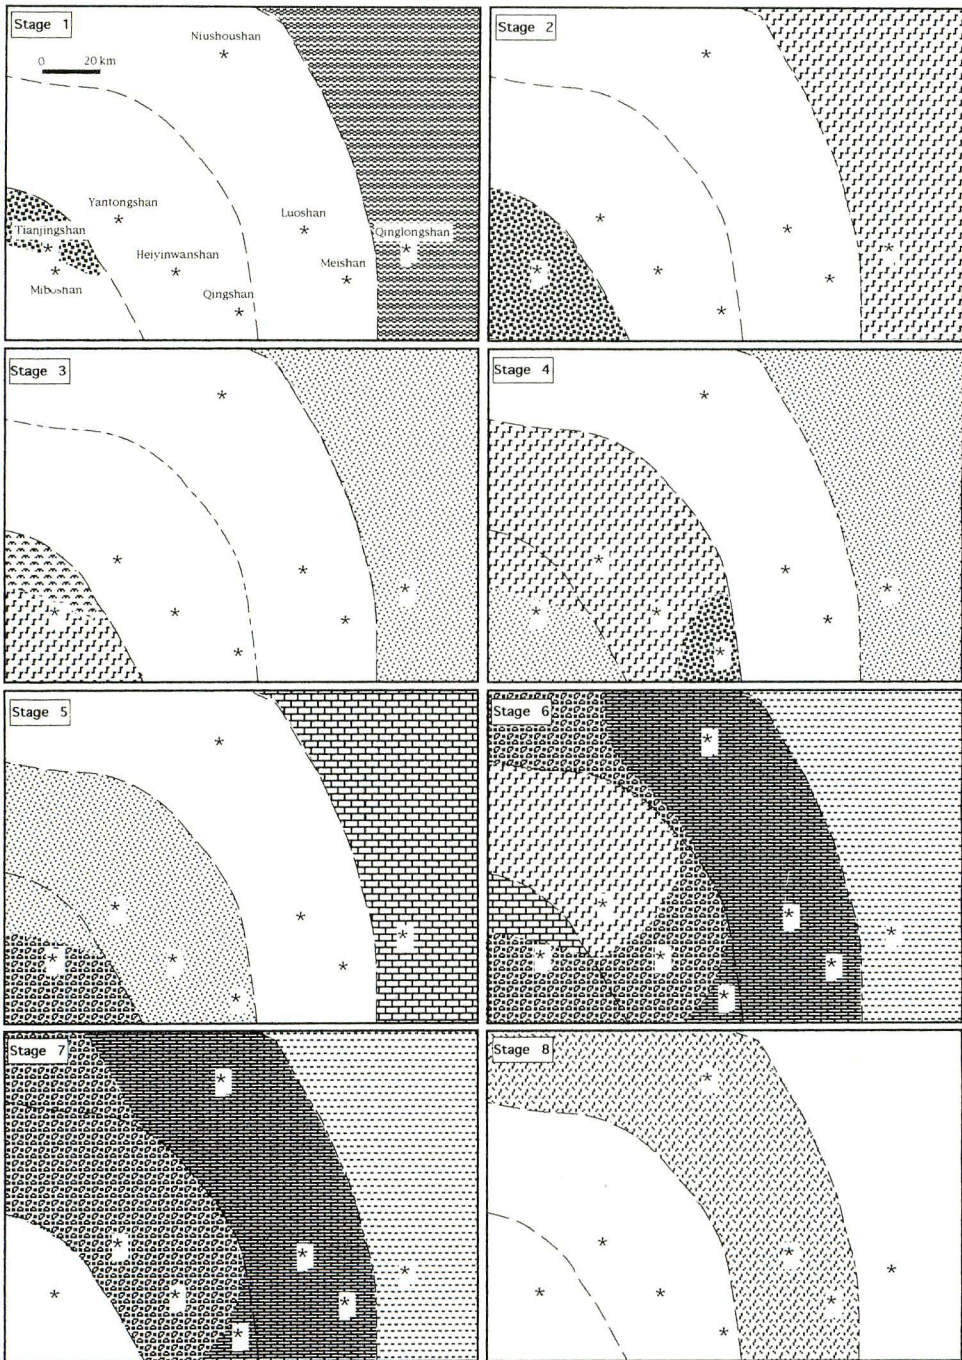 Stage 1
Niushoushan
0 20 km
Yantongshan
Tianjingshan
Luoshan
Qinglongshan
Heiyinwanshan
Meishan
Miboshan
Qingshan
Stage 2
Stage 3
Stage 4
Stage 5
Stage 6
Stage 7
Stage 8